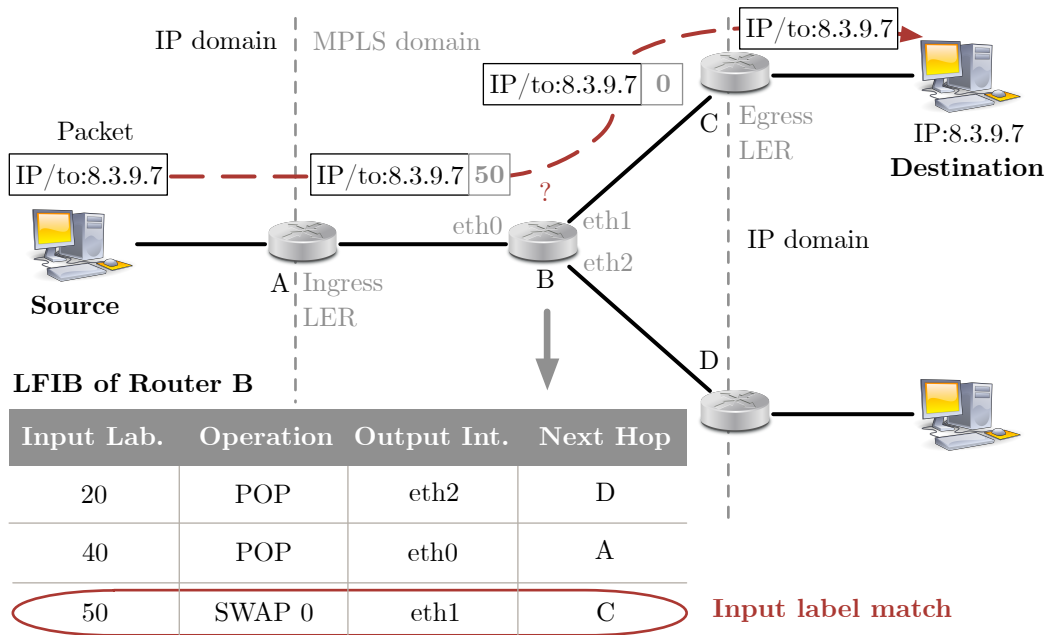 IP domain
MPLS domain
IP/to:8.3.9.7
IP/to:8.3.9.7 0
Packet
IP/to:8.3.9.7
IP/to:8.3.9.7 50
?
C
Egress
LER
IP:8.3.9.7
Destination
eth0
eth1
eth2
IP domain
A
Ingress
LER
B
Source
D
LFIB of Router B
Input Lab. Operation Output Int. Next Hop
20 POP eth2 D
40 POP eth0 A
50 SWAP 0 eth1 C
Input label match